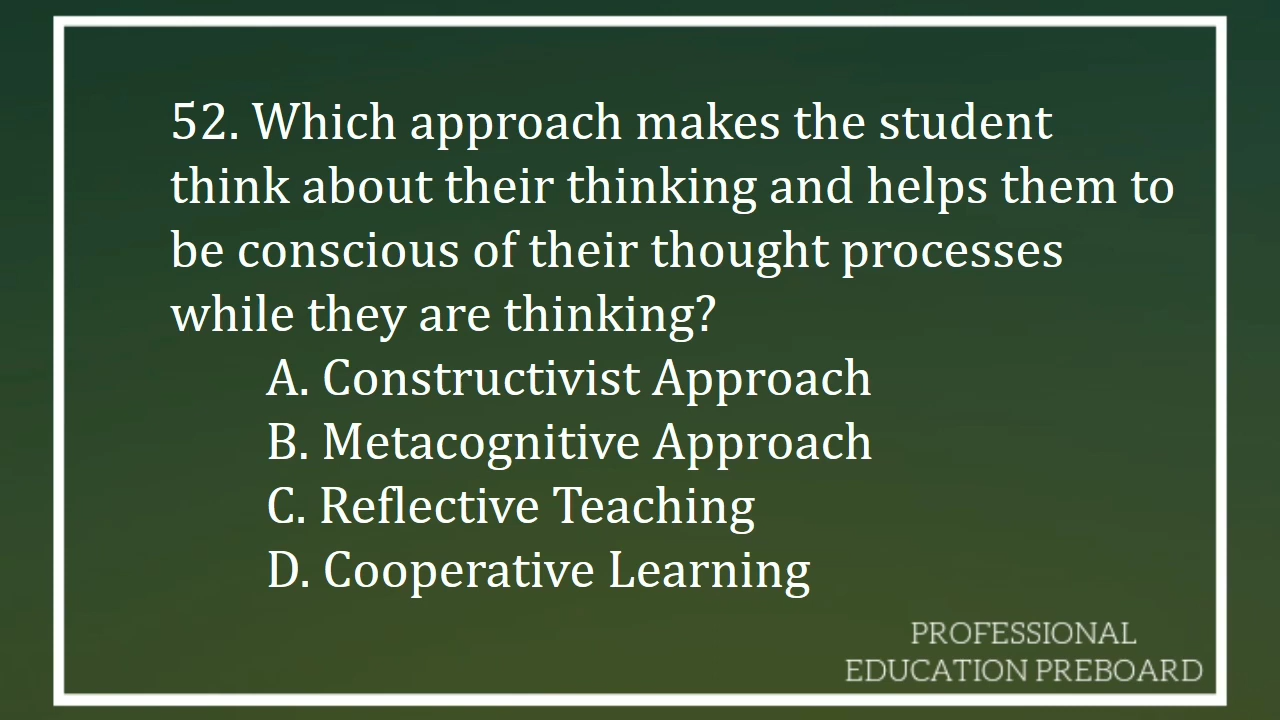 52. Which approach makes the student
think about their thinking and helps them to
be conscious of their thought processes
while they are thinking?
A. Constructivist Approach
B. Metacognitive Approach
C. Reflective Teaching
D. Cooperative Learning
PROFESSIONAL
EDUCATION PREBOARD